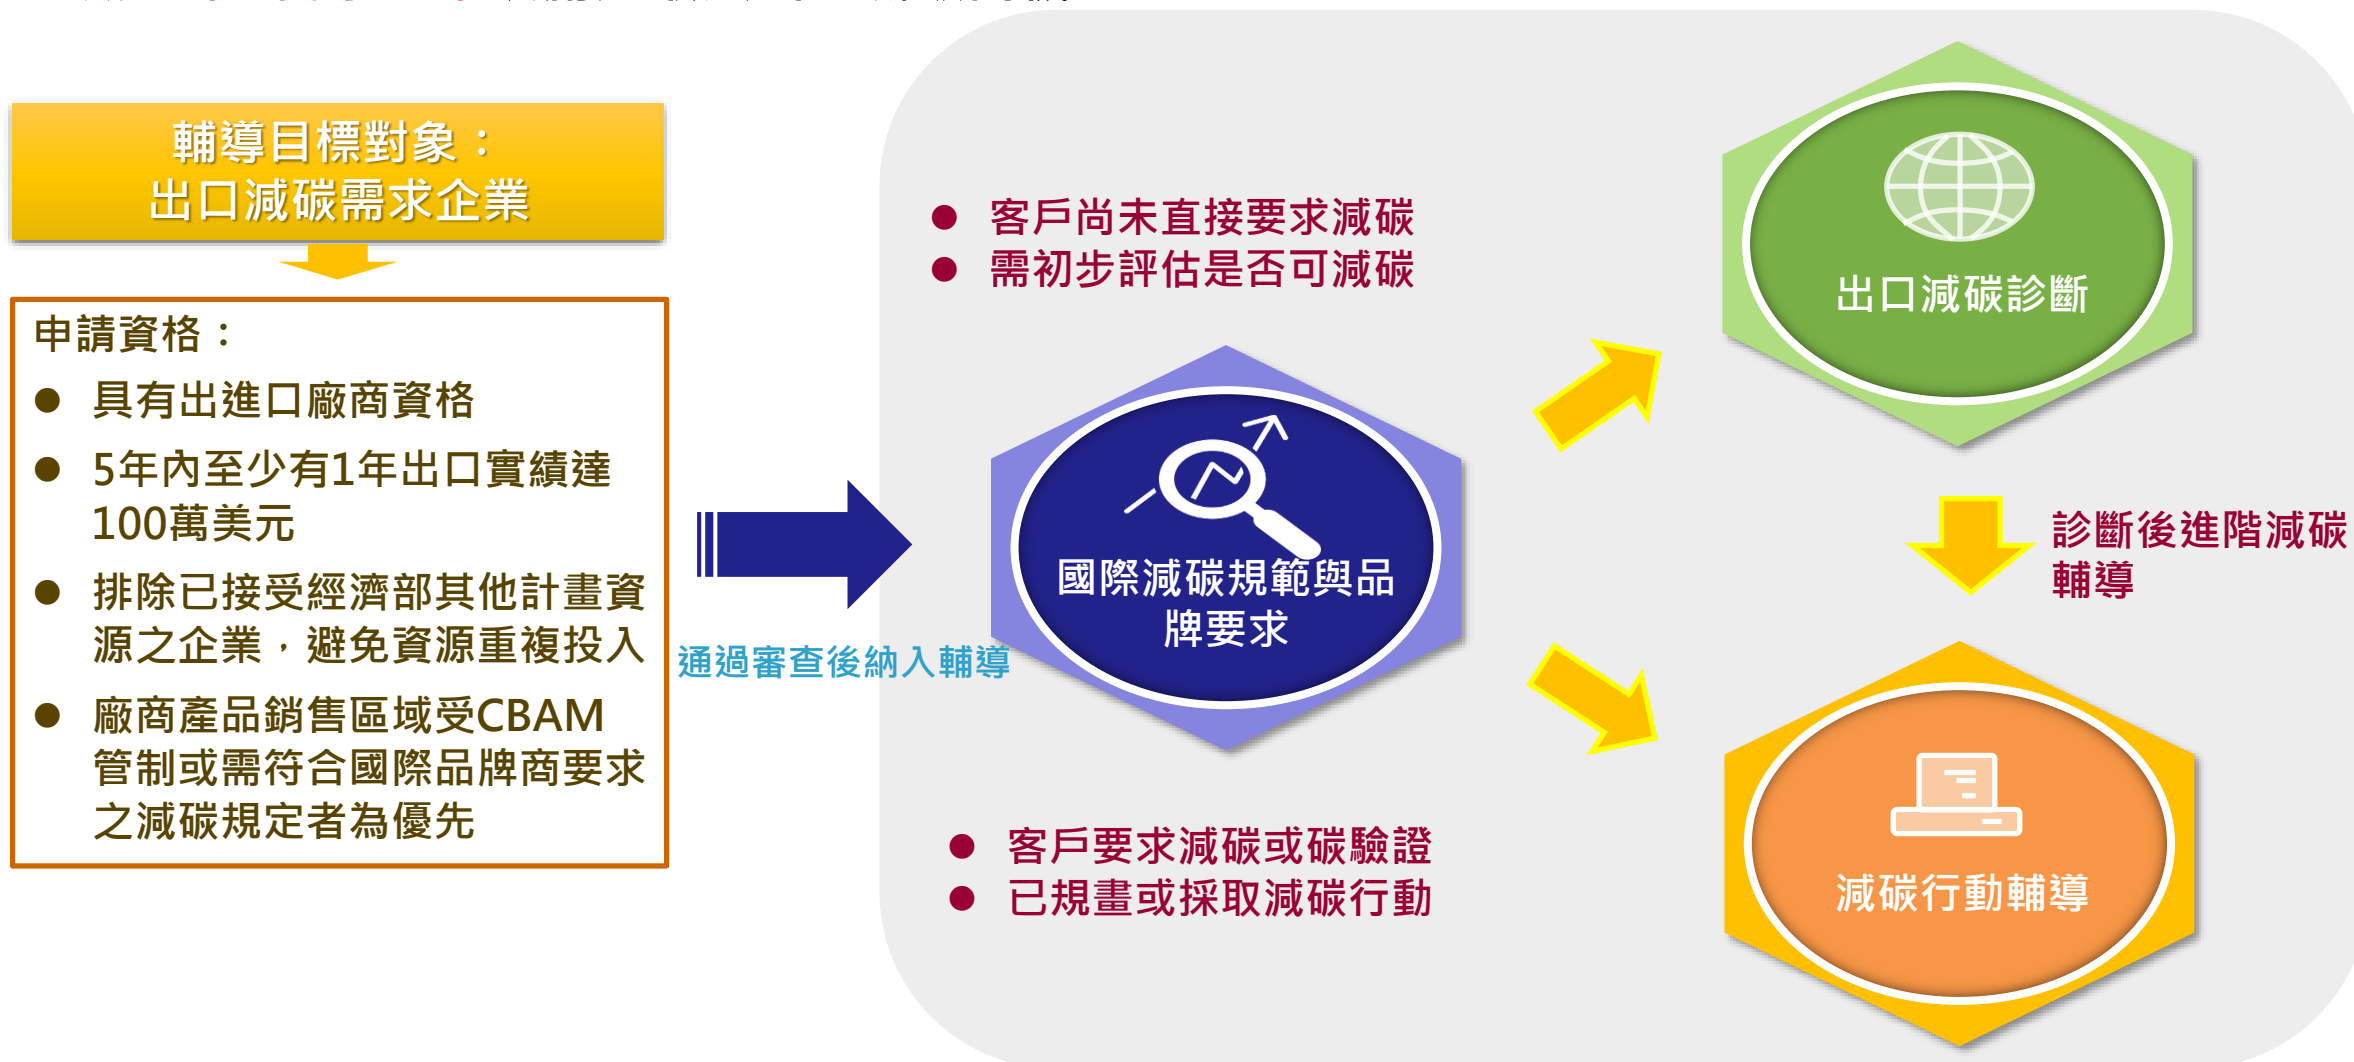 輔導目標對象：
出口減碳需求企業
申請資格：
● 具有出進口廠商資格
● 5年內至少有1年出口實績達
100萬美元
● 排除已接受經濟部其他計畫資
源之企業，避免資源重複投入
● 廠商產品銷售區域受CBAM
管制或需符合國際品牌商要求
之減碳規定者為優先
通過審查後納入輔導
● 客戶尚未直接要求減碳
● 需初步評估是否可減碳
國際減碳規範與品
牌要求
● 客戶要求減碳或碳驗證
● 已規畫或採取減碳行動
出口減碳診斷
診斷後進階減碳
輔導
減碳行動輔導